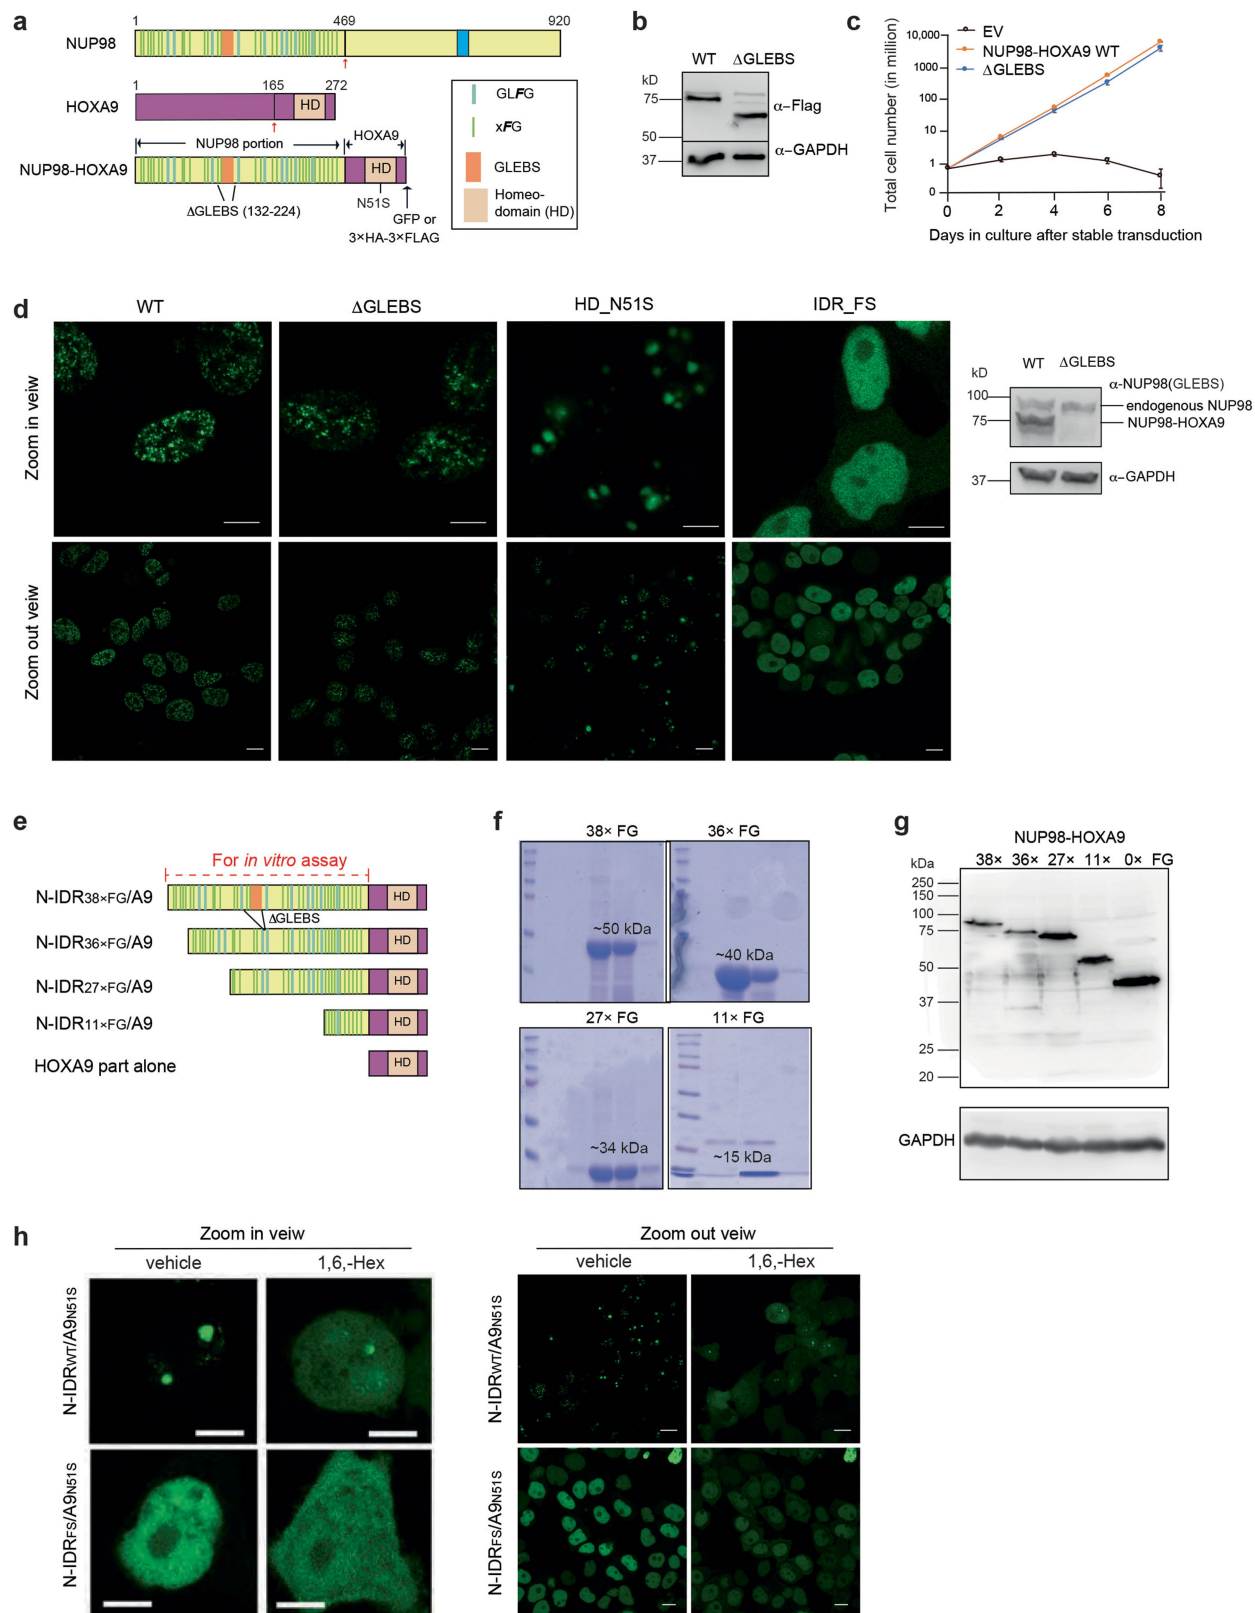 a
1 469 920
NUP98
1 165 272
HOXA9
HD
NUP98 portion
HOXA9
NUP98-HOXA9
HD
ΔGLEBS (132-224)
N51S
GFP or
3×HA-3×FLAG
GLFG
xFG
GLEBS
Homeo-
domain (HD)
b
WT ΔGLEBS
kD
75
50
37
α–Flag
α–GAPDH
c
EV
NUP98-HOXA9 WT
ΔGLEBS
Total cell number (in million)
10,000
1000
100
10
1
0
0 2 4 6 8
Days in culture after stable transduction
d
WT ΔGLEBS HD_N51S IDR_FS
Zoom in veiw
Zoom out veiw
WT ΔGLEBS
kD
α-NUP98(GLEBS)
100
75
37
endogenous NUP98
NUP98-HOXA9
α–GAPDH
e
For in vitro assay
N-IDR38×FG/A9
HD
ΔGLEBS
N-IDR36×FG/A9
HD
N-IDR27×FG/A9
HD
N-IDR11×FG/A9
HD
HOXA9 part alone
HD
f
38× FG 36× FG
~50 kDa
~40 kDa
27× FG 11× FG
~34 kDa
~15 kDa
g
NUP98-HOXA9
kDa
38× 36× 27× 11× 0× FG
250
150
100
75
50
37
25
20
GAPDH
h
Zoom in veiw
vehicle 1,6,-Hex
N-IDRWT/A9N51S
N-IDRFS/A9N51S
Zoom out veiw
vehicle 1,6,-Hex
N-IDRWT/A9N51S
N-IDRFS/A9N51S